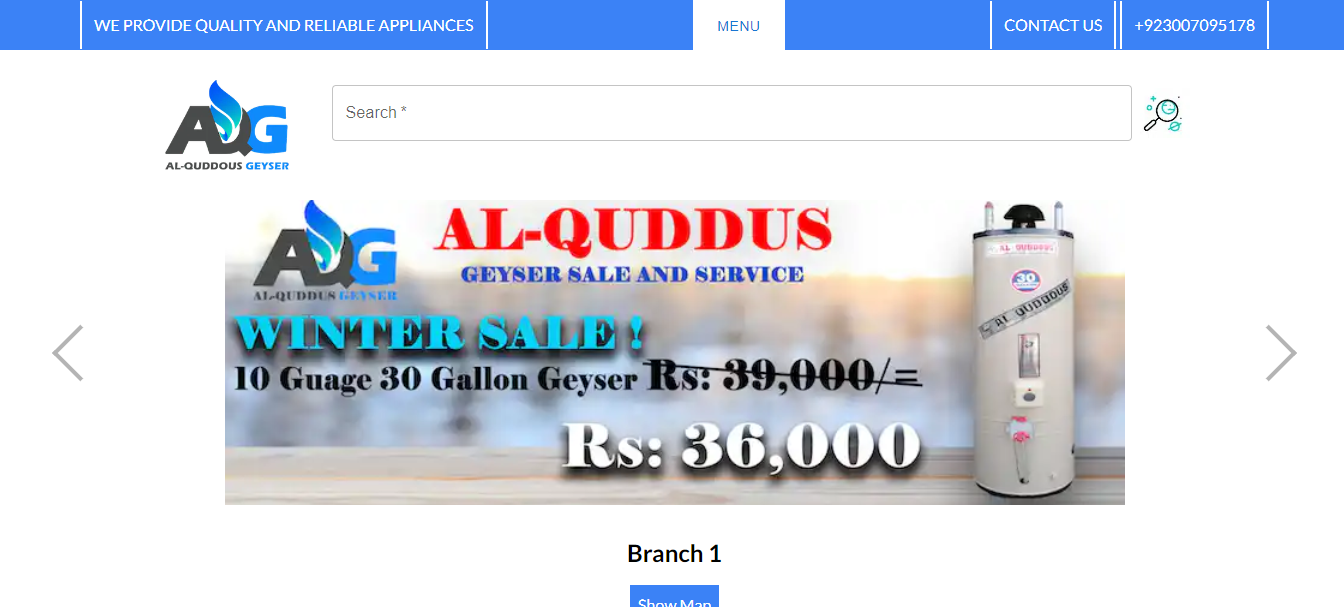 WE PROVIDE QUALITY AND RELIABLE APPLIANCES
MENU
CONTACT US
+923007095178
AQG
AL-QUDDOUS GEYSER
Search *
AQG
AL-QUDDUS GEYSER
AL-QUDDUS
GEYSER SALE AND SERVICE
WINTER SALE !
10 Guage 30 Gallon Geyser Rs: 39,000/=
Rs: 36,000
AL-QUDDUS
30
AL QUDDUS
Branch 1
Show Map